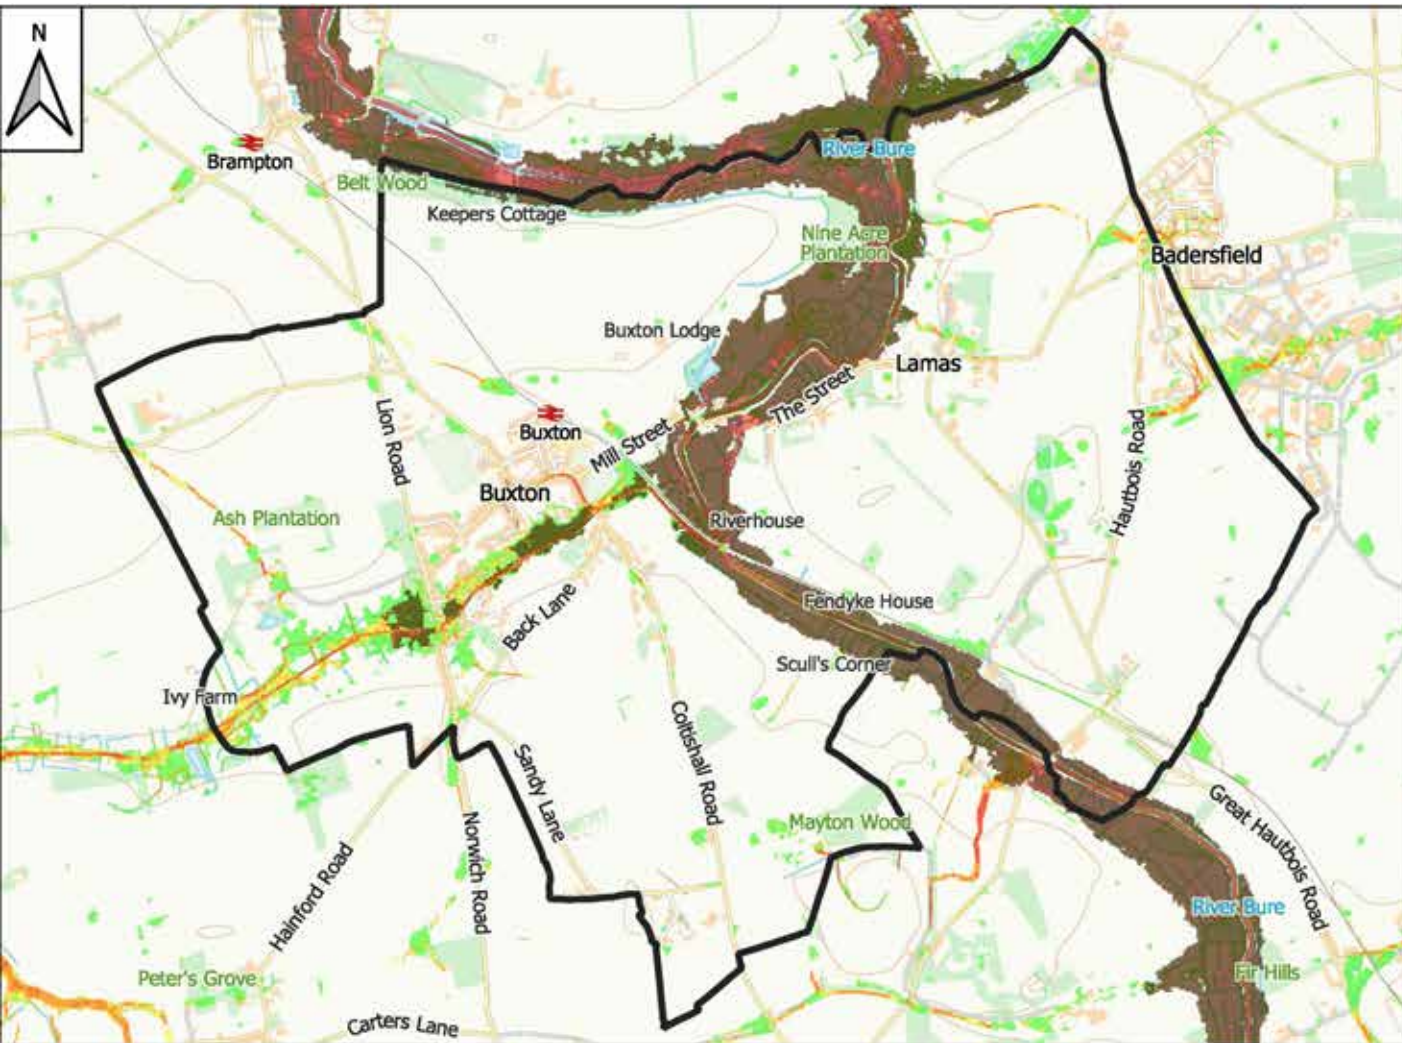 N
Brampton
Belt Wood
Keepers Cottage
River Bure
Nine Acre
Plantation
Badersfield
Buxton Lodge
Lamas
The Street
Lion Road
Buxton
Mill Street
Buxton
Hautbois Road
Ash Plantation
Riverhouse
Back Lane
Fendyke House
Scull's Corner
Ivy Farm
Sandy Lane
Coltishall Road
Mayton Wood
Great Hautbois Road
Norwich Road
Hainford Road
River Bure
Peter's Grove
Fir Hills
Carters Lane